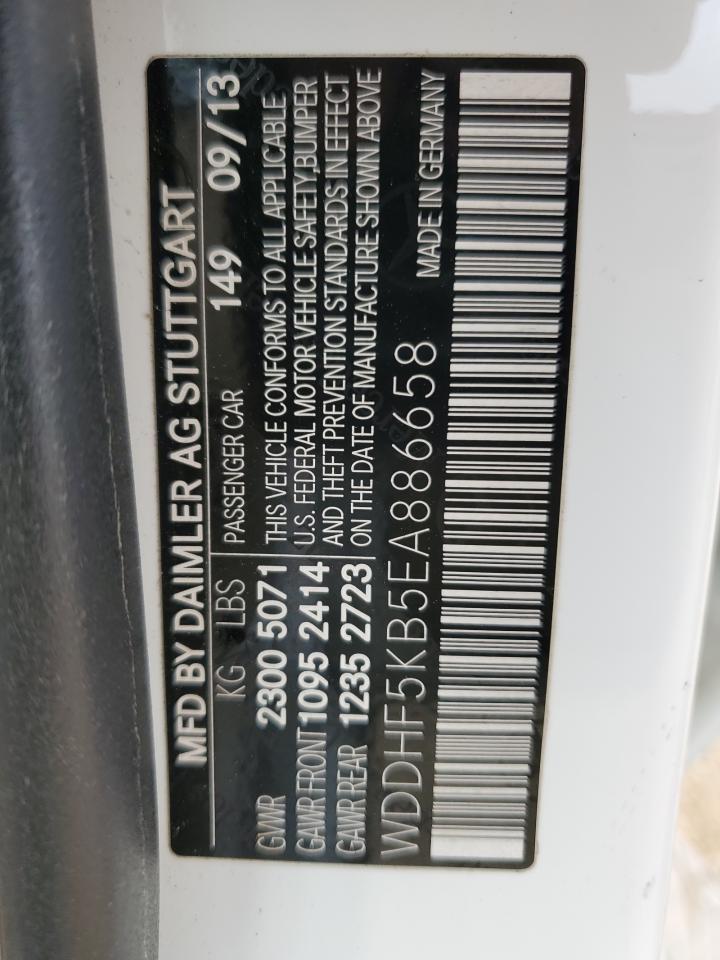 MFD BY DAIMLER AG STUTTGART
KG LBS PASSENGER CAR 149 09/13
GWR 2300 5071 THIS VEHICLE CONFORMS TO ALL APPLICABLE
GAWR FRONT 1095 2414 U.S. FEDERAL MOTOR VEHICLE SAFETY, BUMPER
GAWR REAR 1235 2723 AND THEFT PREVENTION STANDARDS IN EFFECT
ON THE DATE OF MANUFACTURE SHOWN ABOVE
WDDHF5KB5EA886658 MADE IN GERMANY